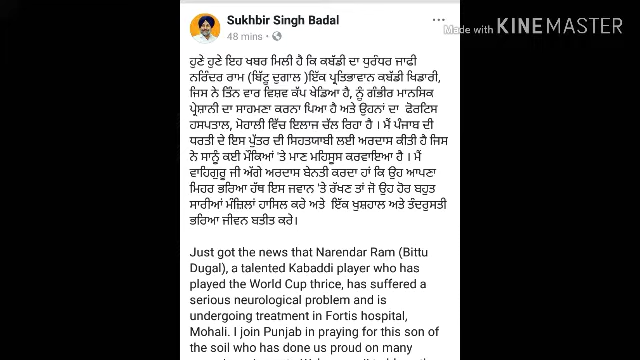 Sukhbir Singh Badal
48 mins •
Made with KINEMASTER
ਹੁਣੇ ਹੁਣੇ ਇਹ ਖਬਰ ਮਿਲੀ ਹੈ ਕਿ ਕਬੱਡੀ ਦਾ ਧੁਰੰਧਰ ਜਾਫੀ
ਨਰਿੰਦਰ ਰਾਮ (ਬਿੱਟੂ ਦੁਗਾਲ )ਇੱਕ ਪ੍ਰਤਿਭਾਵਾਨ ਕਬੱਡੀ ਖਿਡਾਰੀ,
ਜਿਸ ਨੇ ਤਿੰਨ ਵਾਰ ਵਿਸ਼ਵ ਕੱਪ ਖੇਡਿਆ ਹੈ, ਨੂੰ ਗੰਭੀਰ ਮਾਨਸਿਕ
ਪ੍ਰੇਸ਼ਾਨੀ ਦਾ ਸਾਹਮਣਾ ਕਰਨਾ ਪਿਆ ਹੈ ਅਤੇ ਉਹਨਾਂ ਦਾ ਫੋਰਟਿਸ
ਹਸਪਤਾਲ, ਮੋਹਾਲੀ ਵਿੱਚ ਇਲਾਜ ਚੱਲ ਰਿਹਾ ਹੈ । ਮੈਂ ਪੰਜਾਬ ਦੀ
ਧਰਤੀ ਦੇ ਇਸ ਪੁੱਤਰ ਦੀ ਸਿਹਤਯਾਬੀ ਲਈ ਅਰਦਾਸ ਕੀਤੀ ਹੈ ਜਿਸ
ਨੇ ਸਾਨੂੰ ਕਈ ਮੌਕਿਆਂ 'ਤੇ ਮਾਣ ਮਹਿਸੂਸ ਕਰਵਾਇਆ ਹੈ । ਮੈਂ
ਵਾਹਿਗੁਰੂ ਜੀ ਅੱਗੇ ਅਰਦਾਸ ਬੇਨਤੀ ਕਰਦਾ ਹਾਂ ਕਿ ਉਹ ਆਪਣਾ
ਮਿਹਰ ਭਰਿਆ ਹੱਥ ਇਸ ਜਵਾਨ 'ਤੇ ਰੱਖਣ ਤਾਂ ਜੋ ਉਹ ਹੋਰ ਬਹੁਤ
ਸਾਰੀਆਂ ਮੰਜ਼ਿਲਾਂ ਹਾਸਿਲ ਕਰੇ ਅਤੇ ਇੱਕ ਖੁਸ਼ਹਾਲ ਅਤੇ ਤੰਦਰੁਸਤੀ
ਭਰਿਆ ਜੀਵਨ ਬਤੀਤ ਕਰੇ।
Just got the news that Narendar Ram (Bittu
Dugal), a talented Kabaddi player who has
played the World Cup thrice, has suffered a
serious neurological problem and is
undergoing treatment in Fortis hospital,
Mohali. I join Punjab in praying for this son of
the soil who has done us proud on many